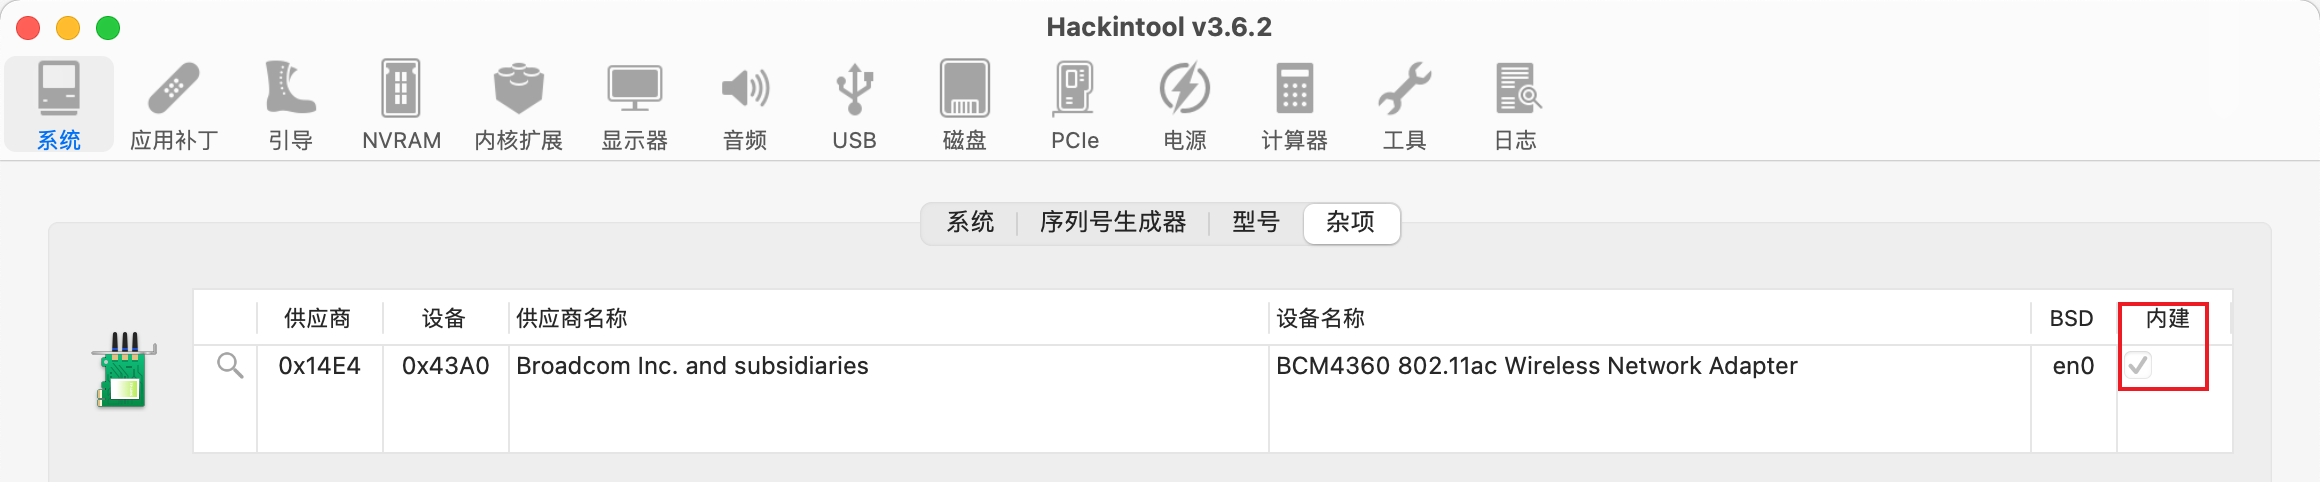 Hackintool v3.6.2
系统 应用补丁 引导 NVRAM 内核扩展 显示器 音频 USB 磁盘 PCIe 电源 计算器 工具 日志
系统 序列号生成器 型号 杂项
供应商 设备 供应商名称 设备名称 BSD 内建
0x14E4 0x43A0 Broadcom Inc. and subsidiaries BCM4360 802.11ac Wireless Network Adapter en0